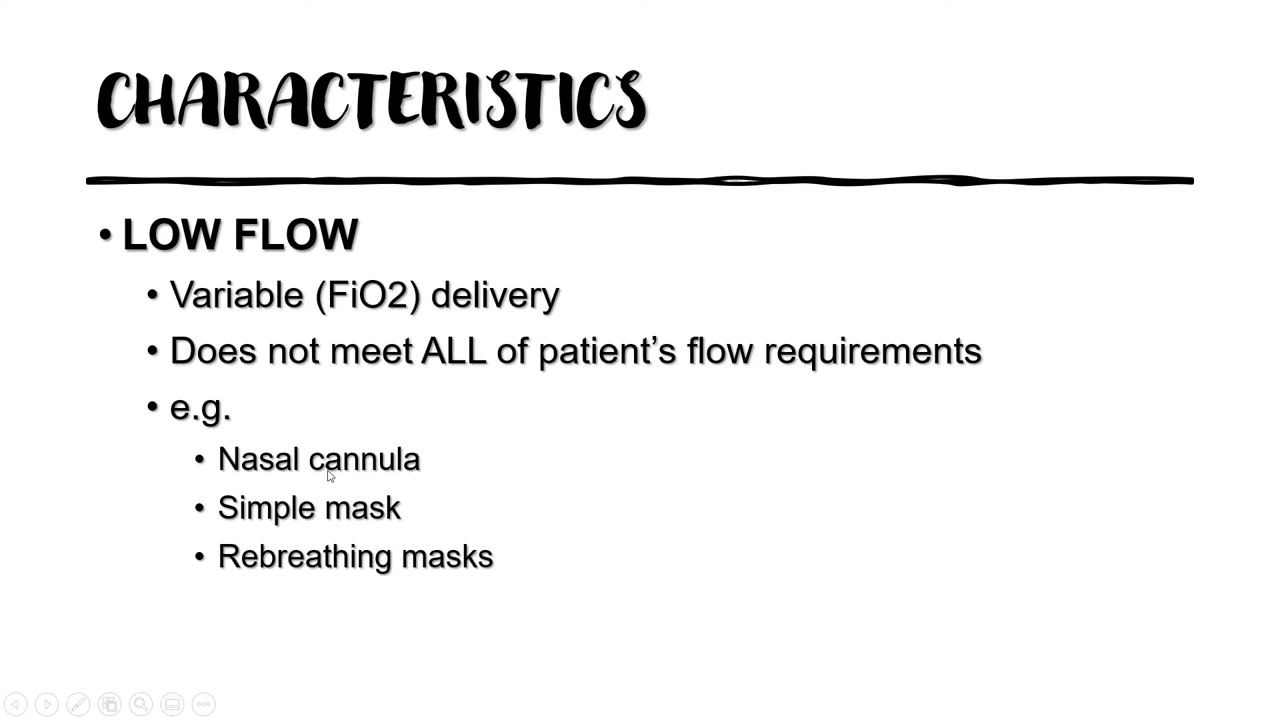 CHARACTERISTICS
• LOW FLOW
• Variable (FiO2) delivery
• Does not meet ALL of patient’s flow requirements
• e.g.
• Nasal cannula
• Simple mask
• Rebreathing masks